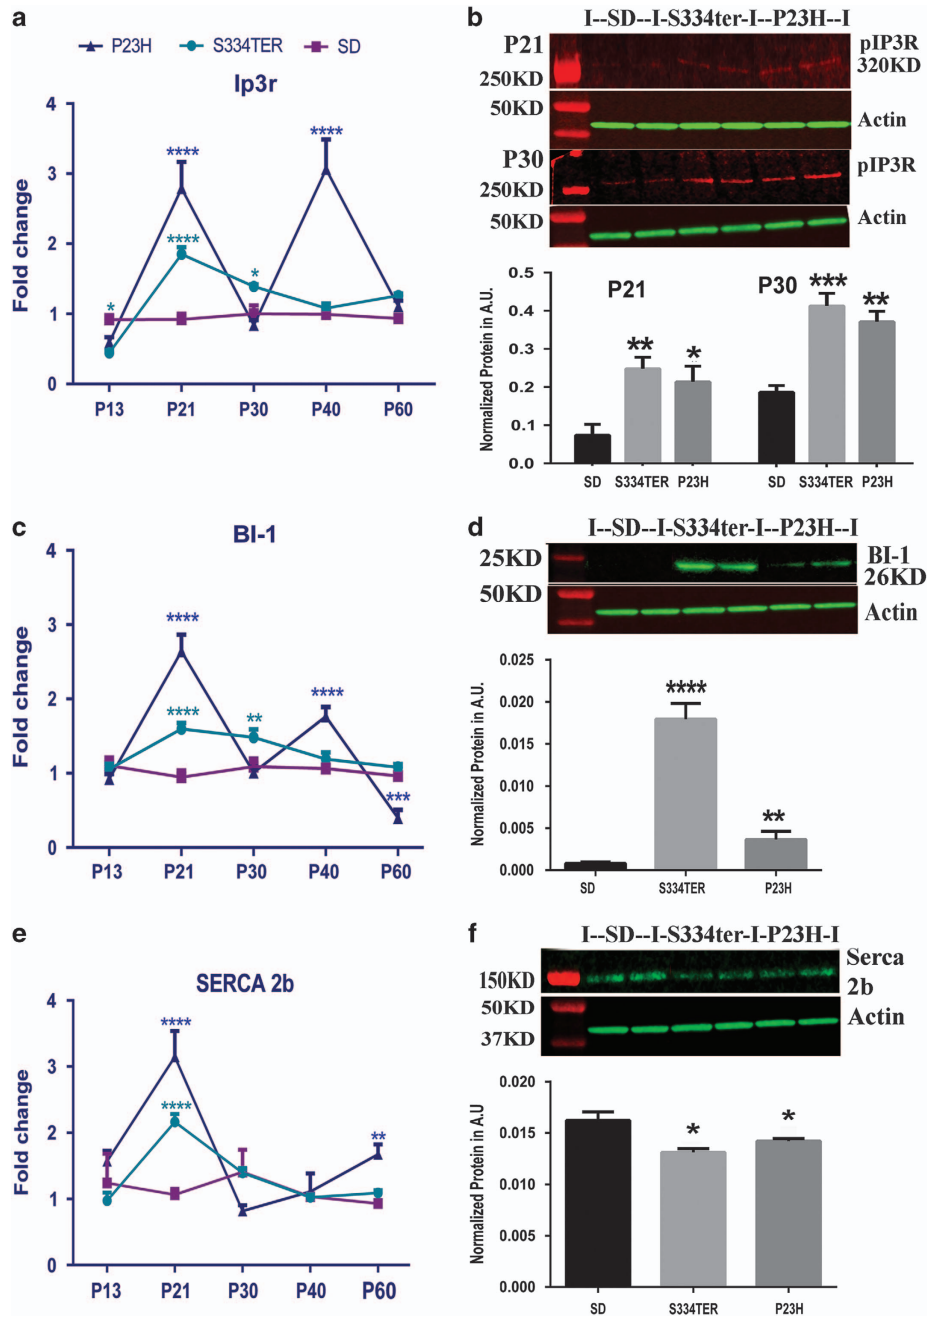 a
P23H S334TER SD
Ip3r
Fold change
4
3
2
1
0
**** ****
****
* *
P13 P21 P30 P40 P60
b
I--SD--I-S334ter-I--P23H--I
P21 pIP3R
320KD
250KD
50KD
Actin
P30 pIP3R
250KD
50KD Actin
Normalized Protein in A.U.
0.5
0.4
0.3
0.2
0.1
0.0
P21 P30
** * *** **
SD S334TER P23H SD S334TER P23H
c
BI-1
Fold change
4
3
2
1
0
**** ****
**** **
***
P13 P21 P30 P40 P60
d
I--SD--I-S334ter-I--P23H--I
25KD BI-1
26KD
50KD
Actin
Normalized Protein in A.U.
0.025
0.020
0.015
0.010
0.005
0.000
**** **
SD S334TER P23H
e
SERCA 2b
Fold change
4
3
2
1
0
****
**** **
P13 P21 P30 P40 P60
f
I--SD--I-S334ter-I-P23H-I
150KD Serca
2b
50KD
Actin
37KD
Normalized Protein in A.U
0.020
0.015
0.010
0.005
0.000
* *
SD S334TER P23H